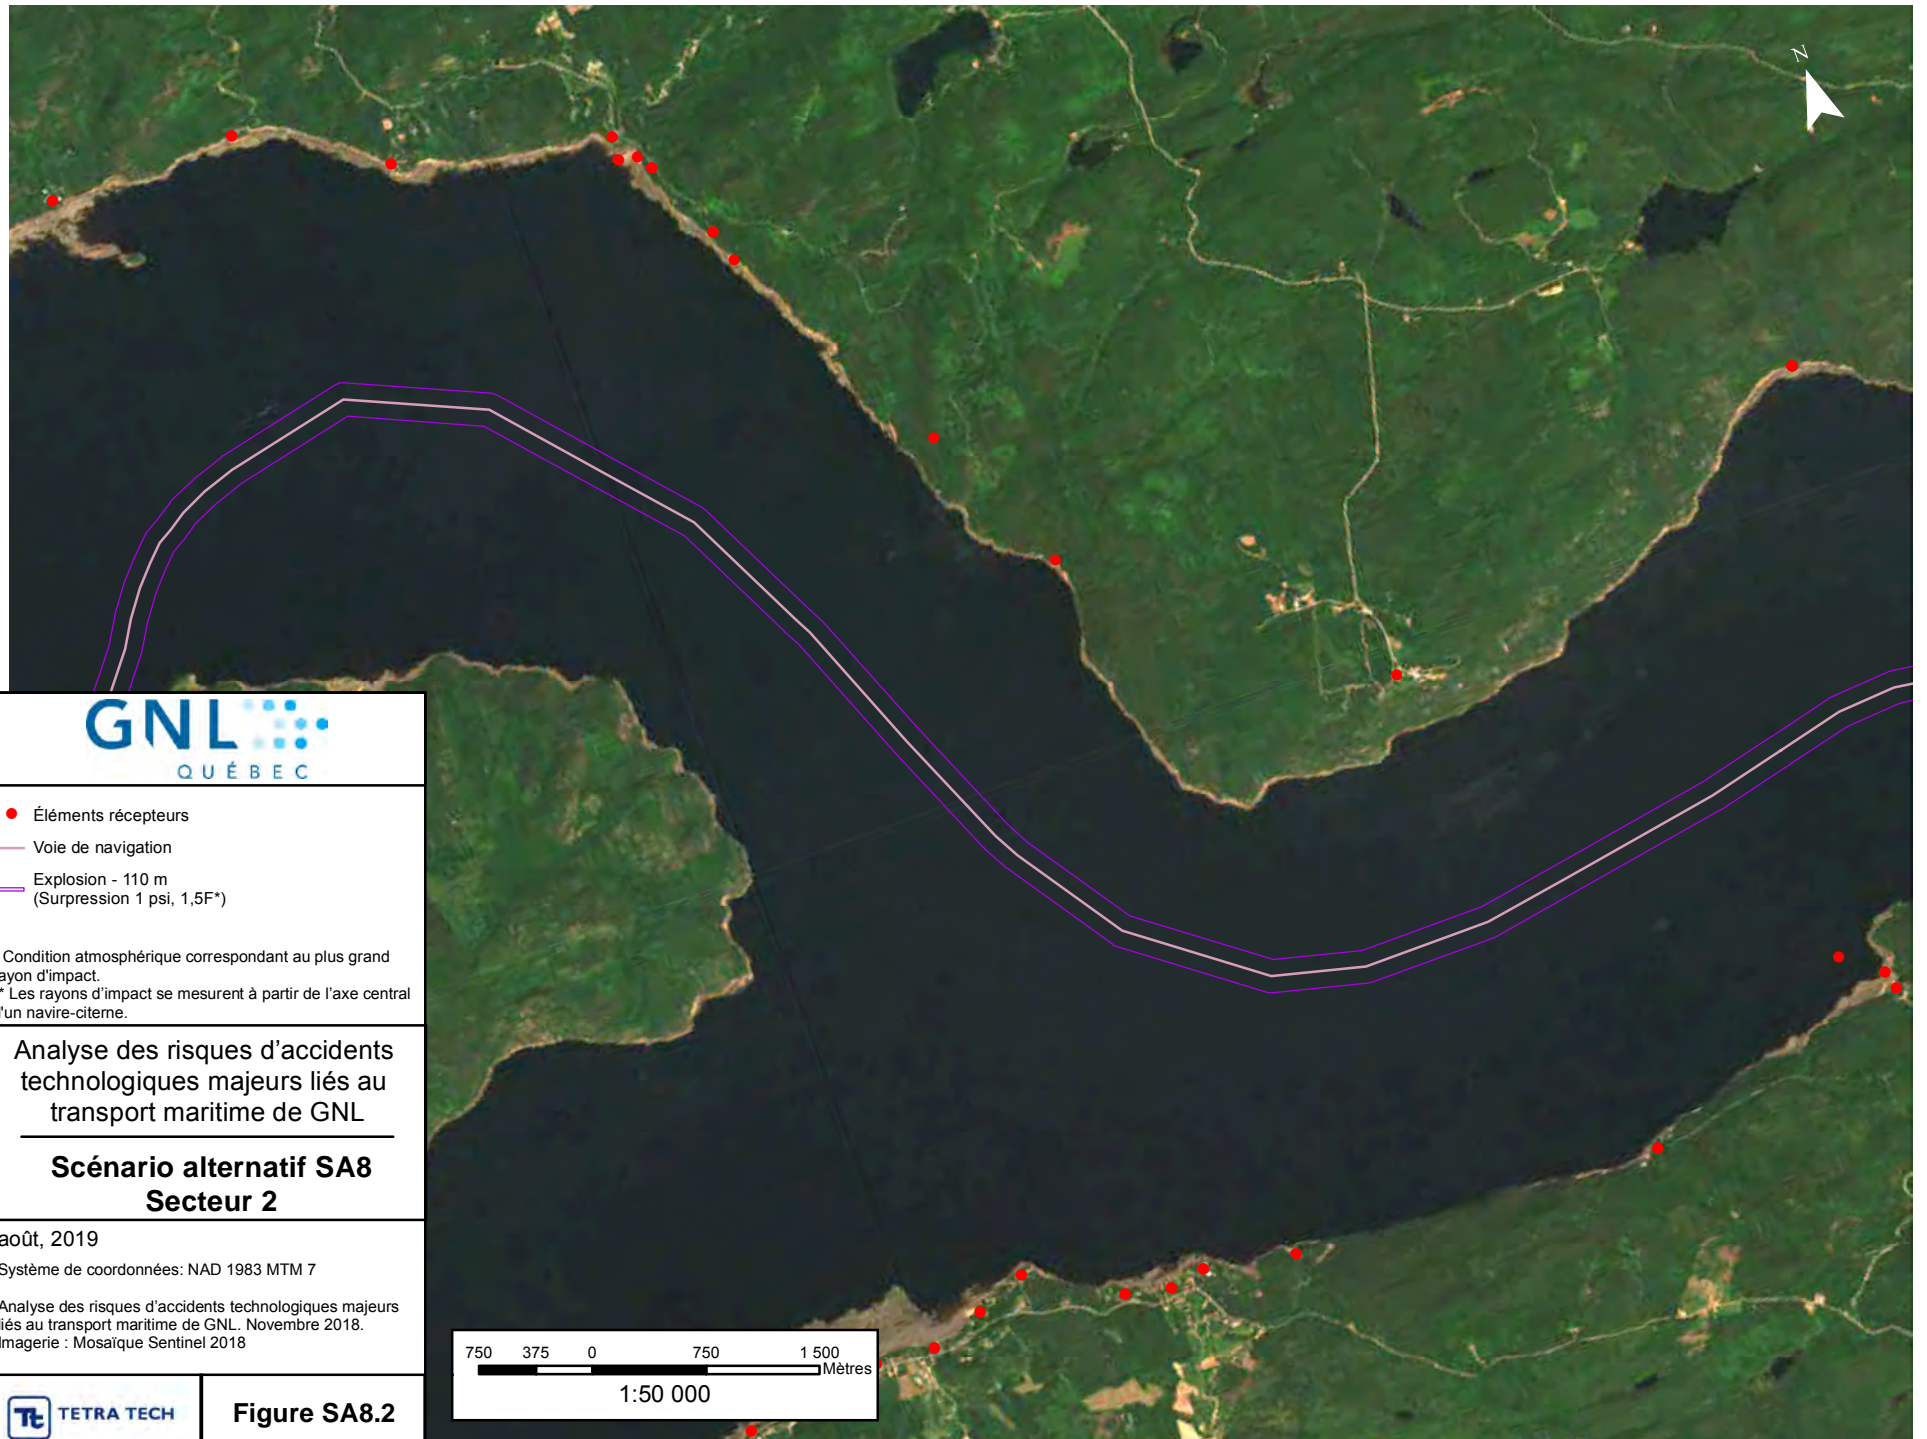 N
GNL
QUÉBEC
Éléments récepteurs
Voie de navigation
Explosion - 110 m
(Surpression 1 psi, 1,5F*)
Condition atmosphérique correspondant au plus grand
ayon d'impact.
* Les rayons d'impact se mesurent à partir de l'axe central
'un navire-citerne.
Analyse des risques d'accidents
technologiques majeurs liés au
transport maritime de GNL
Scénario alternatif SA8
Secteur 2
août, 2019
Système de coordonnées: NAD 1983 MTM 7
Analyse des risques d'accidents technologiques majeurs
liés au transport maritime de GNL. Novembre 2018.
Imagerie : Mosaïque Sentinel 2018
Tt TETRA TECH
Figure SA8.2
750 375 0 750 1 500
Mètres
1:50 000